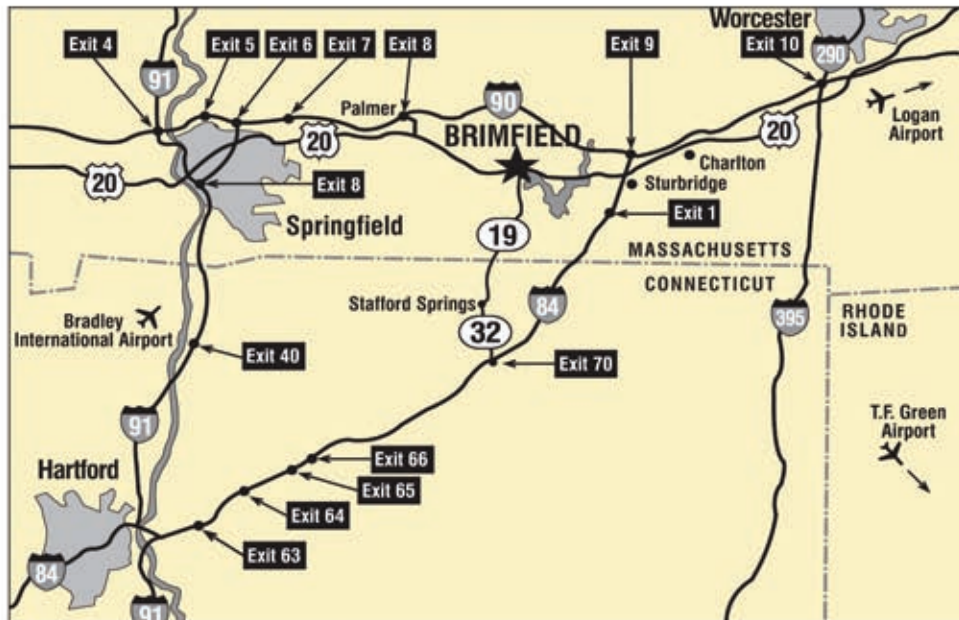 Worcester
Exit 4
Exit 5
Exit 6
Exit 7
Exit 8
Exit 9
Exit 10
290
91
Palmer
90
Logan
Airport
BRIMFIELD
20
20
Charlton
20
Exit 8
Sturbridge
Springfield
Exit 1
19
MASSACHUSETTS
CONNECTICUT
Stafford Springs
84
Bradley
International Airport
32
395
RHODE
ISLAND
Exit 40
Exit 70
91
T.F. Green
Airport
Hartford
Exit 66
Exit 65
Exit 64
Exit 63
84
91